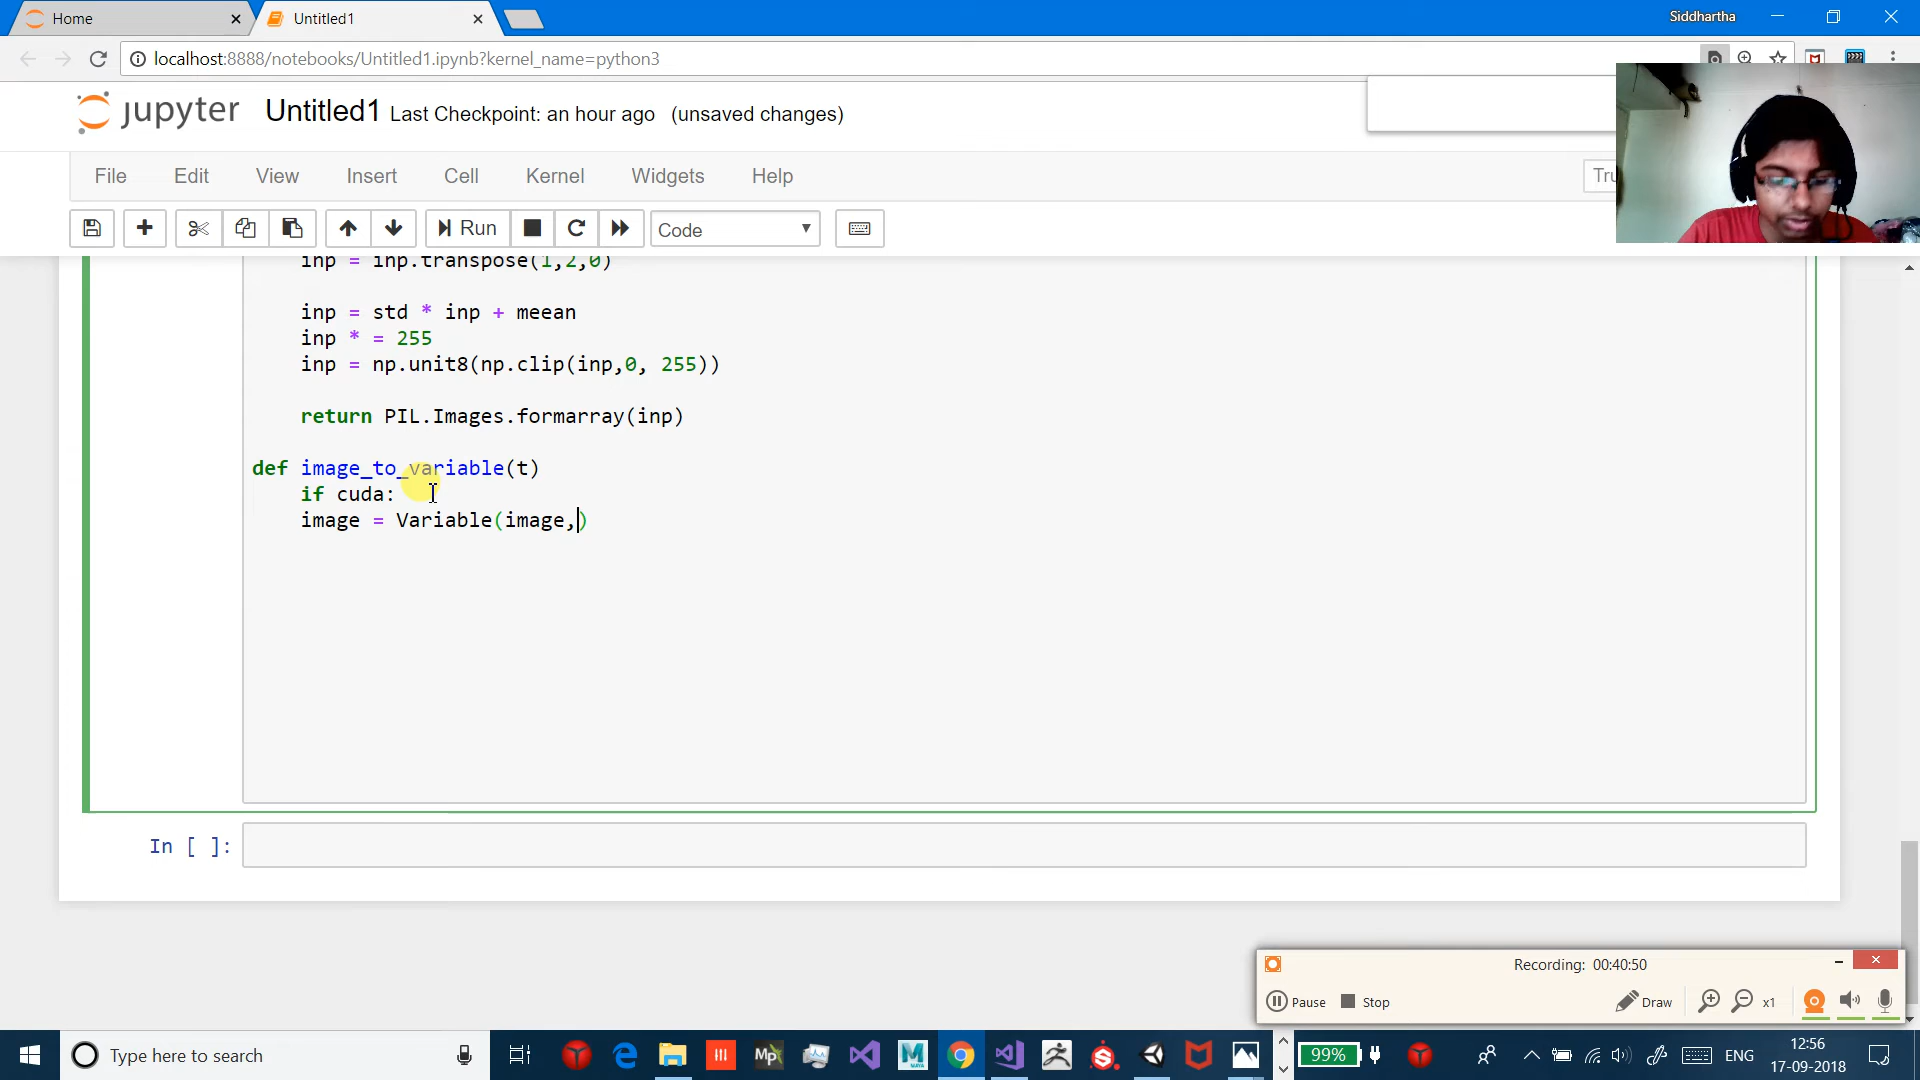 Home
Untitled1
Siddhartha
localhost:8888/notebooks/Untitled1.ipynb?kernel_name=python3
jupyter Untitled1 Last Checkpoint: an hour ago (unsaved changes)
File Edit View Insert Cell Kernel Widgets Help
Run
Code
inp = inp.transpose(1,2,0)
inp = std * inp + meean
inp * = 255
inp = np.unit8(np.clip(inp,0, 255))
return PIL.Images.formarray(inp)
def image_to_variable(t)
if cuda:
image = Variable(image,)
In [ ]:
Recording: 00:40:50
Pause Stop Draw x1
Type here to search
99%
ENG
12:56
17-09-2018